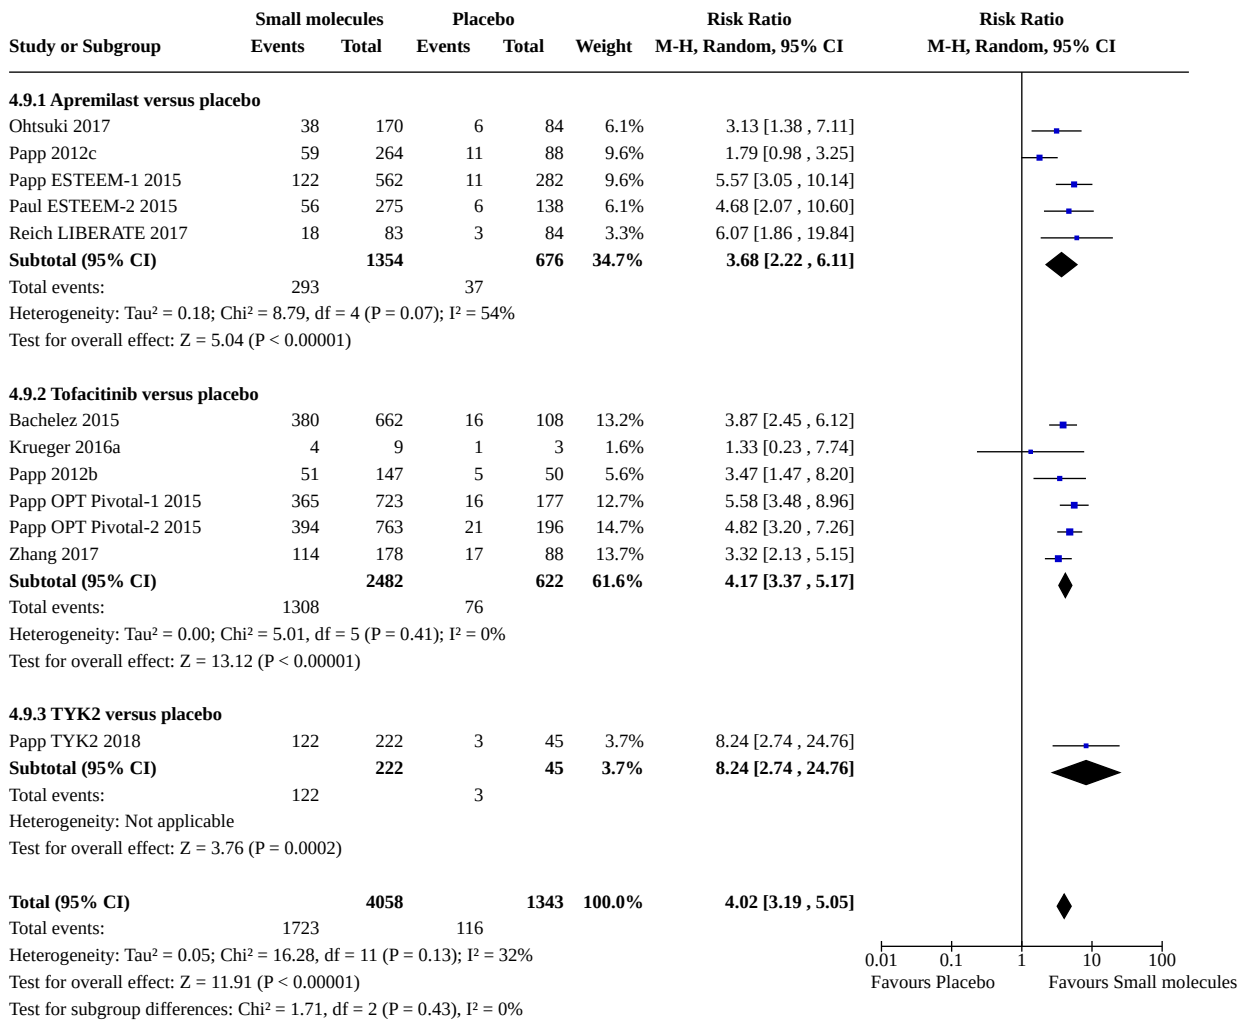 Small molecules Placebo Risk Ratio Risk Ratio
Study or Subgroup Events Total Events Total Weight M-H, Random, 95% CI M-H, Random, 95% CI
4.9.1 Apremilast versus placebo
Ohtsuki 2017 38 170 6 84 6.1% 3.13 [1.38 , 7.11]
Papp 2012c 59 264 11 88 9.6% 1.79 [0.98 , 3.25]
Papp ESTEEM-1 2015 122 562 11 282 9.6% 5.57 [3.05 , 10.14]
Paul ESTEEM-2 2015 56 275 6 138 6.1% 4.68 [2.07 , 10.60]
Reich LIBERATE 2017 18 83 3 84 3.3% 6.07 [1.86 , 19.84]
Subtotal (95% CI) 1354 676 34.7% 3.68 [2.22 , 6.11]
Total events: 293 37
Heterogeneity: Tau² = 0.18; Chi² = 8.79, df = 4 (P = 0.07); I² = 54%
Test for overall effect: Z = 5.04 (P < 0.00001)
4.9.2 Tofacitinib versus placebo
Bachelez 2015 380 662 16 108 13.2% 3.87 [2.45 , 6.12]
Krueger 2016a 4 9 1 3 1.6% 1.33 [0.23 , 7.74]
Papp 2012b 51 147 5 50 5.6% 3.47 [1.47 , 8.20]
Papp OPT Pivotal-1 2015 365 723 16 177 12.7% 5.58 [3.48 , 8.96]
Papp OPT Pivotal-2 2015 394 763 21 196 14.7% 4.82 [3.20 , 7.26]
Zhang 2017 114 178 17 88 13.7% 3.32 [2.13 , 5.15]
Subtotal (95% CI) 2482 622 61.6% 4.17 [3.37 , 5.17]
Total events: 1308 76
Heterogeneity: Tau² = 0.00; Chi² = 5.01, df = 5 (P = 0.41); I² = 0%
Test for overall effect: Z = 13.12 (P < 0.00001)
4.9.3 TYK2 versus placebo
Papp TYK2 2018 122 222 3 45 3.7% 8.24 [2.74 , 24.76]
Subtotal (95% CI) 222 45 3.7% 8.24 [2.74 , 24.76]
Total events: 122 3
Heterogeneity: Not applicable
Test for overall effect: Z = 3.76 (P = 0.0002)
Total (95% CI) 4058 1343 100.0% 4.02 [3.19 , 5.05]
Total events: 1723 116
Heterogeneity: Tau² = 0.05; Chi² = 16.28, df = 11 (P = 0.13); I² = 32%
0.01 0.1 1 10 100
Test for overall effect: Z = 11.91 (P < 0.00001)
Favours Placebo Favours Small molecules
Test for subgroup differences: Chi² = 1.71, df = 2 (P = 0.43), I² = 0%